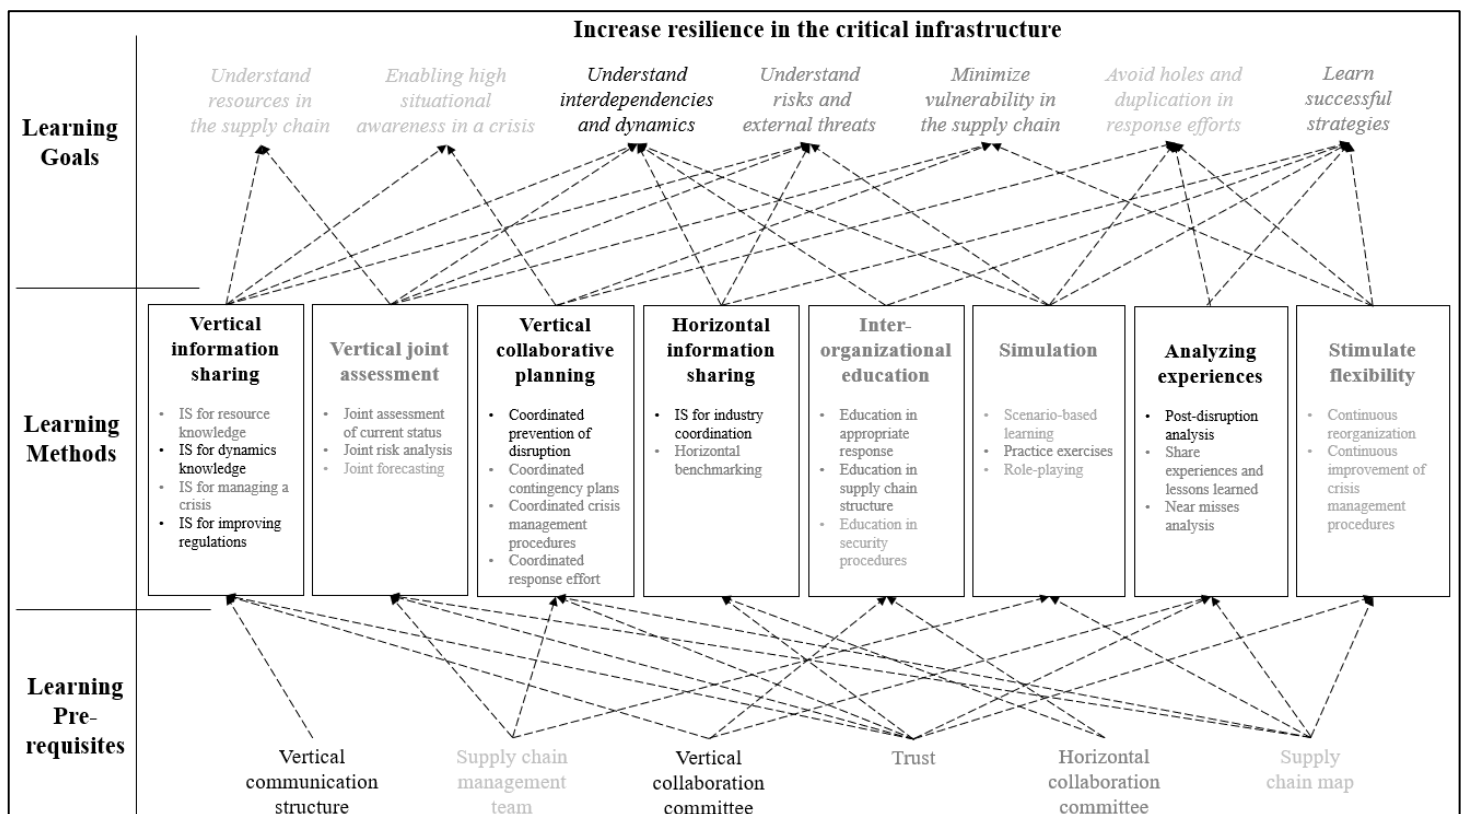 Increase resilience in the critical infrastructure
Learning
Goals
Understand
resources in
the supply chain
Enabling high
situational
awareness in a crisis
Understand
interdependencies
and dynamics
Understand
risks and
external threats
Minimize
vulnerability in
the supply chain
Avoid holes and
duplication in
response efforts
Learn
successful
strategies
Learning
Methods
Vertical
information
sharing
• IS for resource
knowledge
• IS for dynamics
knowledge
• IS for managing a
crisis
• IS for improving
regulations
Vertical joint
assessment
• Joint assessment
of current status
• Joint risk analysis
• Joint forecasting
Vertical
collaborative
planning
• Coordinated
prevention of
disruption
• Coordinated
contingency plans
• Coordinated crisis
management
procedures
• Coordinated
response effort
Horizontal
information
sharing
• IS for industry
coordination
• Horizontal
benchmarking
Inter-
organizational
education
• Education in
appropriate
response
• Education in
supply chain
structure
• Education in
security
procedures
Simulation
• Scenario-based
learning
• Practice exercises
• Role-playing
Analyzing
experiences
• Post-disruption
analysis
• Share
experiences and
lessons learned
• Near misses
analysis
Stimulate
flexibility
• Continuous
reorganization
• Continuous
improvement of
crisis
management
procedures
Learning
Pre-
requisites
Vertical
communication
structure
Supply chain
management
team
Vertical
collaboration
committee
Trust
Horizontal
collaboration
committee
Supply
chain map